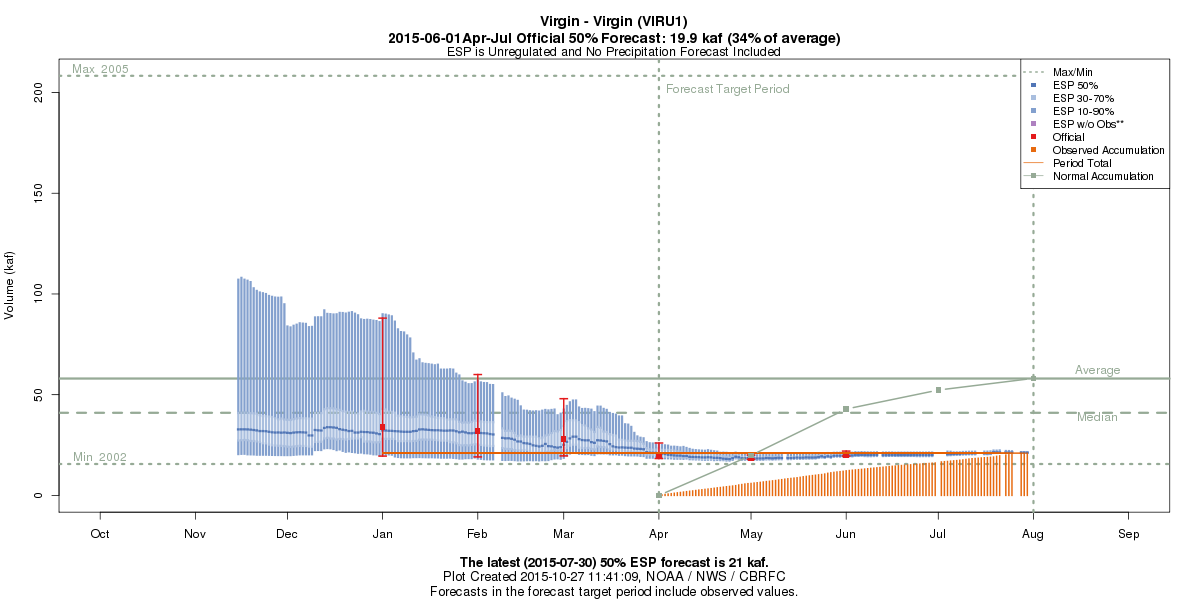 Virgin - Virgin (VIRU1)
2015-06-01 Apr-Jul Official 50% Forecast: 19.9 kaf (34% of average)
ESP is Unregulated and No Precipitation Forecast Included
Max 2005
Forecast Target Period
Max/Min
ESP 50%
ESP 30-70%
ESP 10-90%
ESP w/o Obs**
Official
Observed Accumulation
Period Total
Normal Accumulation
Volume (kaf)
200
150
100
50
0
Average
Median
Min 2002
Oct Nov Dec Jan Feb Mar Apr May Jun Jul Aug Sep
The latest (2015-07-30) 50% ESP forecast is 21 kaf.
Plot Created 2015-10-27 11:41:09, NOAA / NWS / CBRFC
Forecasts in the forecast target period include observed values.